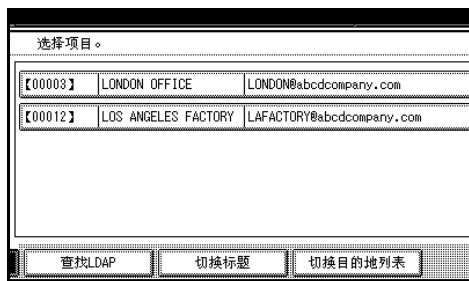 选择项目。
【00003】 LONDON OFFICE LONDON@abcdcompany.com
【00012】 LOS ANGELES FACTORY LAFACTORY@abcdcompany.com
查找LDAP 切换标题 切换目的地列表